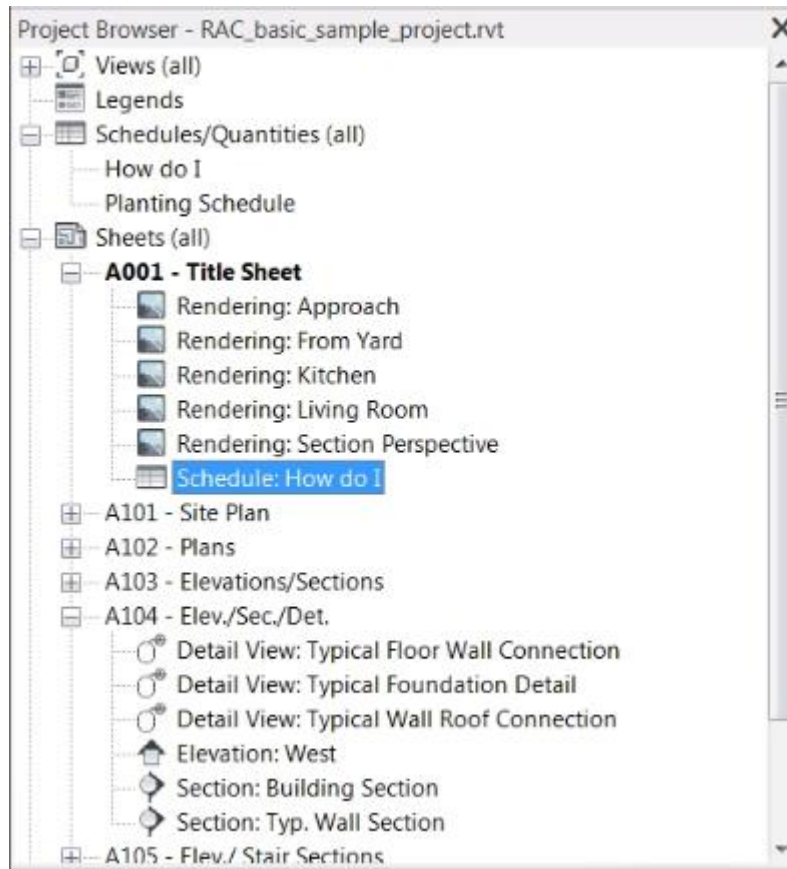 Project Browser - RAC_basic_sample_project.rvt
Views (all)
Legends
Schedules/Quantities (all)
How do I
Planting Schedule
Sheets (all)
A001 - Title Sheet
Rendering: Approach
Rendering: From Yard
Rendering: Kitchen
Rendering: Living Room
Rendering: Section Perspective
Schedule: How do I
A101 - Site Plan
A102 - Plans
A103 - Elevations/Sections
A104 - Elev./Sec./Det.
Detail View: Typical Floor Wall Connection
Detail View: Typical Foundation Detail
Detail View: Typical Wall Roof Connection
Elevation: West
Section: Building Section
Section: Typ. Wall Section
A105 - Elev./ Stair Sections